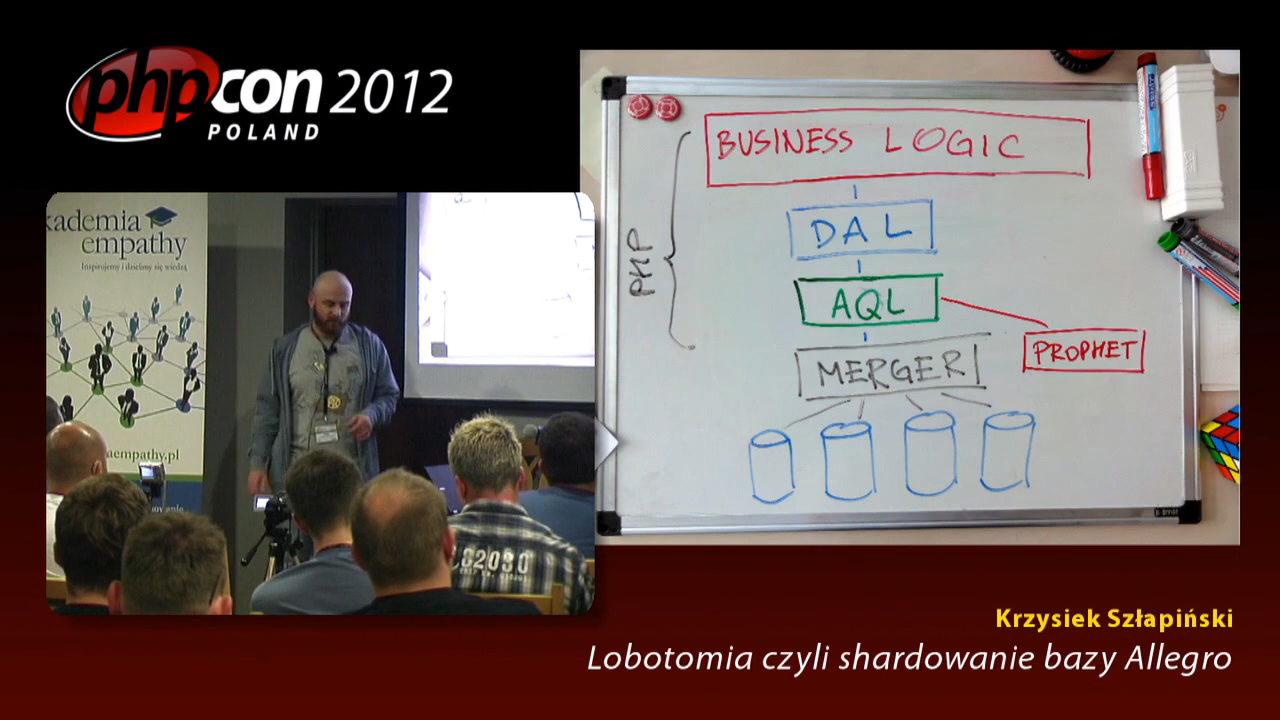 phpcon 2012
POLAND
kademia
empathy
Inspirujemy i dzielimy się wiedzą
aempathy.pl
BUSINESS LOGIC
DAL
PHP
AQL
PROPHET
MERGER
Krzysiek Szłapiński
Lobotomia czyli shardowanie bazy Allegro